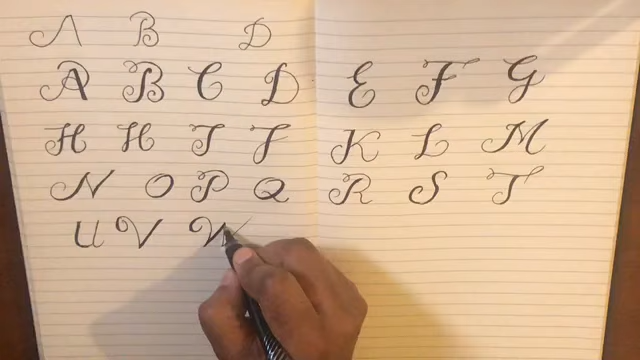 A B D
A B C D E F G
H H I J K L M
N O P Q R S T
U V W